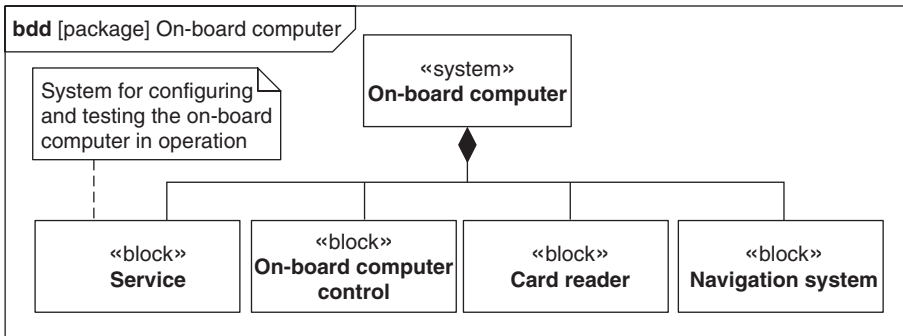 bdd [package] On-board computer
«system»
On-board computer
System for configuring
and testing the on-board
computer in operation
«block»
Service
«block»
On-board computer
control
«block»
Card reader
«block»
Navigation system